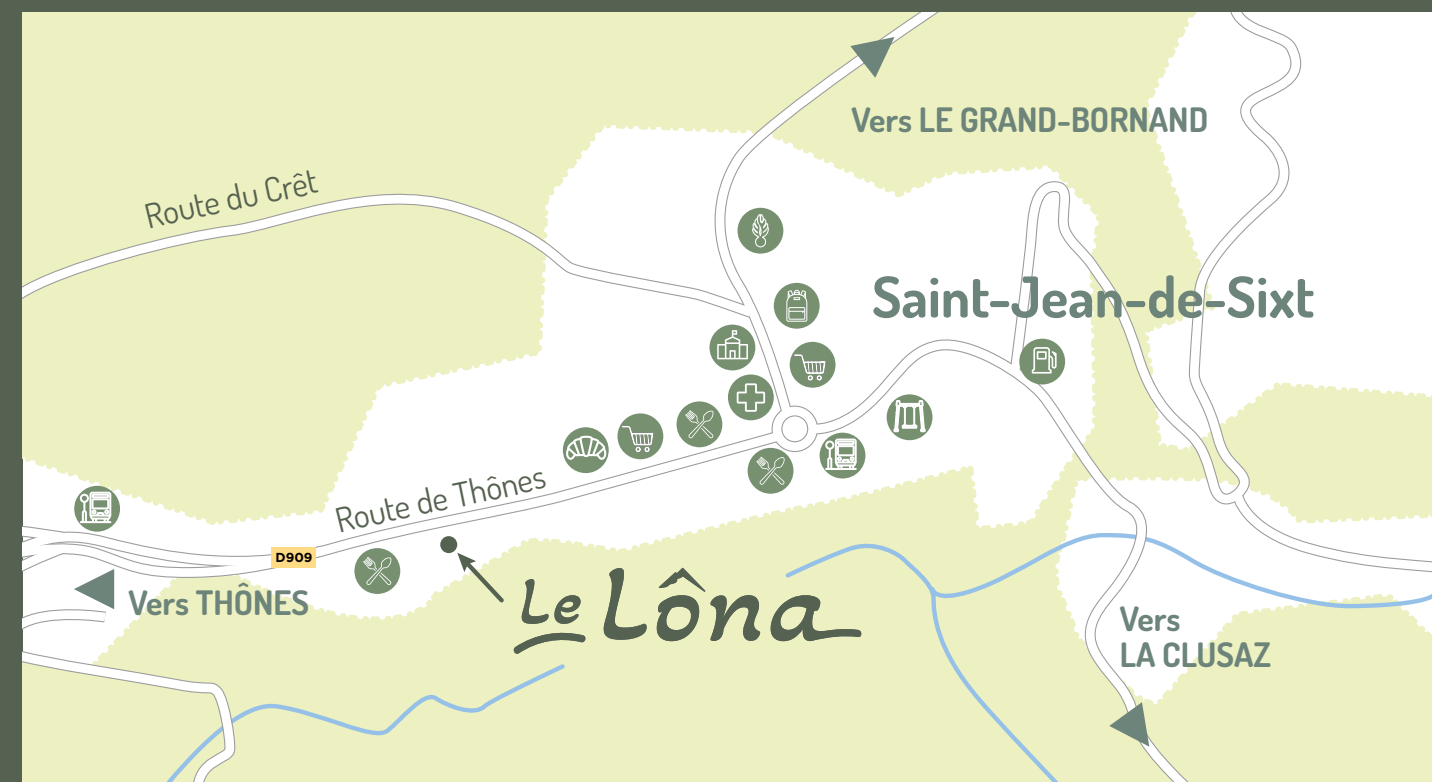 Vers LE GRAND-BORNAND
Route du Crêt
Saint-Jean-de-Sixt
Route de Thônes
D909
Vers THÔNES
Le Lôna
Vers
LA CLUSAZ